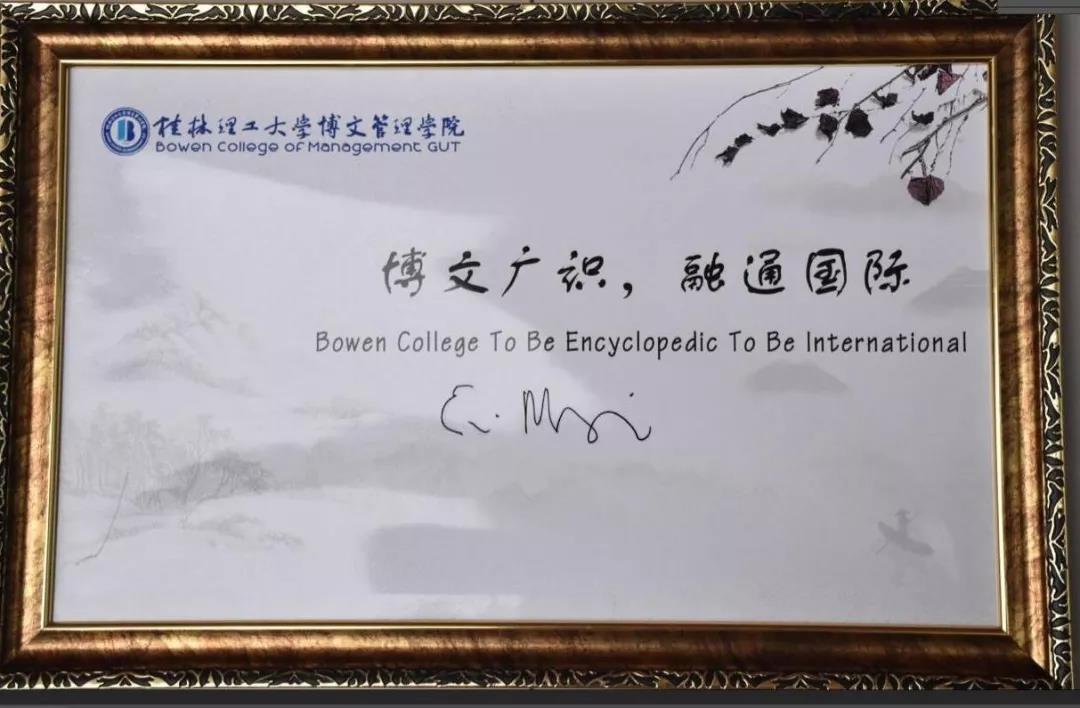 桂林理工大学博文管理学院
Bowen College of Management GUT
博文广识，融通国际
Bowen College To Be Encyclopedic To Be International